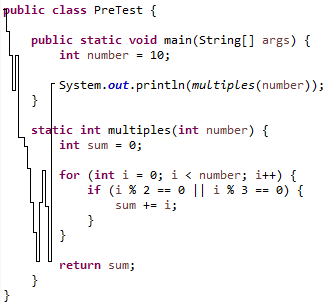 public class PreTest {
public static void main(String[] args) {
int number = 10;
System.out.println(multiples(number));
}
static int multiples(int number) {
int sum = 0;
for (int i = 0; i < number; i++) {
if (i % 2 == 0 || i % 3 == 0) {
sum += i;
}
}
return sum;
}
}